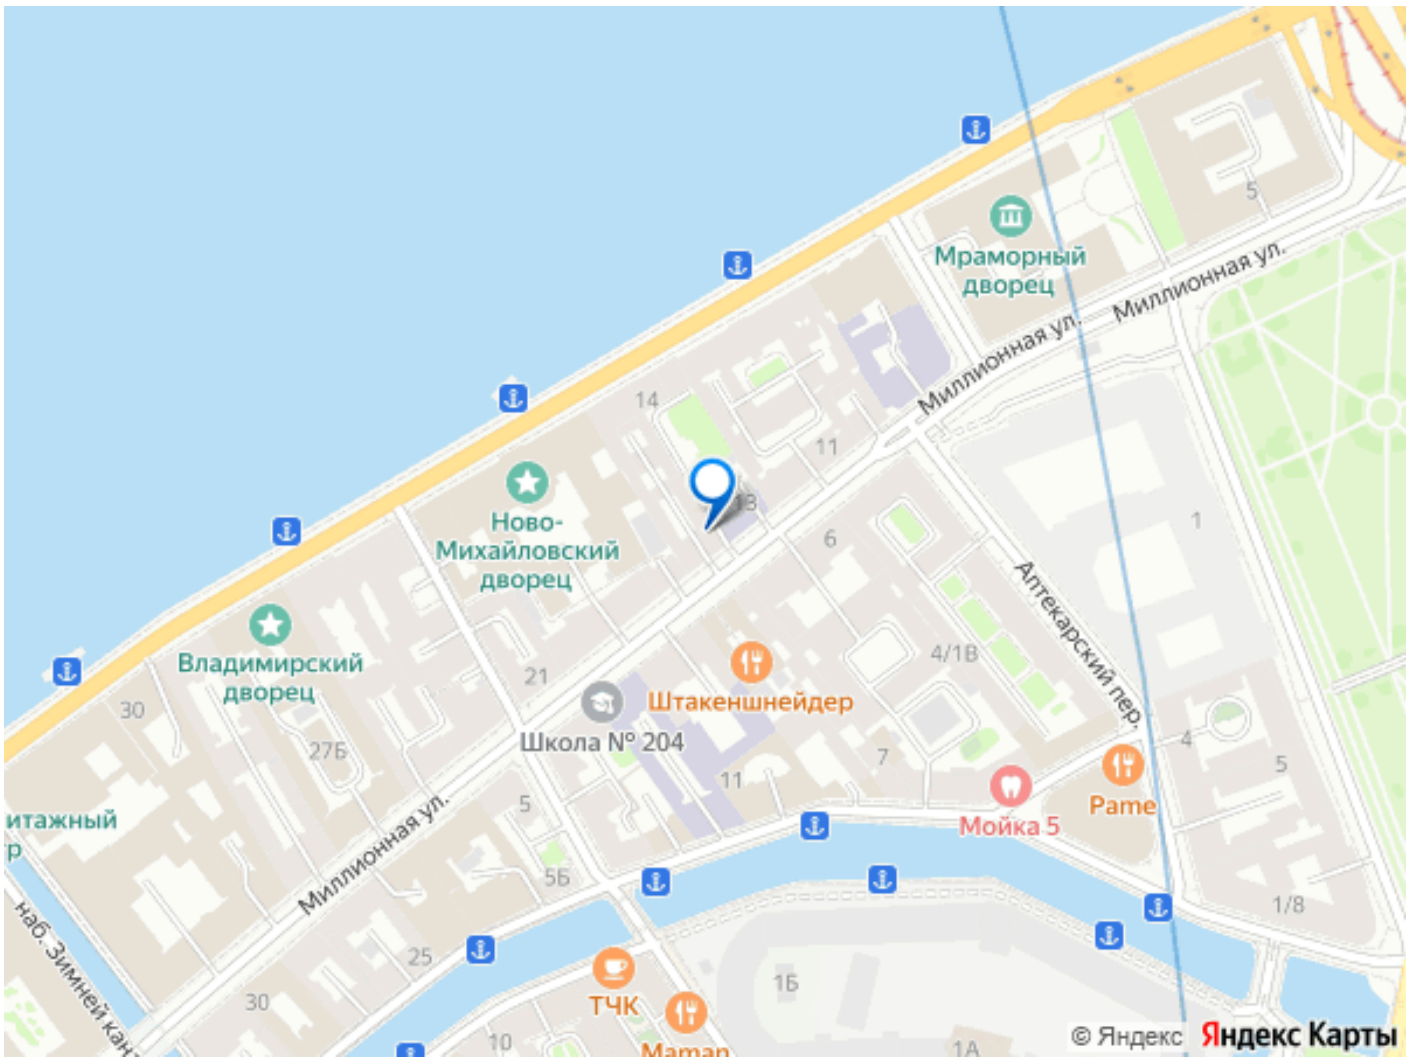 Мраморный
дворец
5
Миллионная ул.
Миллионная ул.
14
11
13
Ново-
Михайловский
дворец
6
1
Аптекарский пер.
Владимирский
дворец
21
30
27Б
Школа № 204
Штакеншнейдер
4/1В
7
11
4
5
Pame
Мойка 5
итажный
р
5
5Б
Миллионная ул.
наб. Зимней кан
25
30
1/8
ТЧК
1Б
10
Maman
1А
© Яндекс
Яндекс Карты